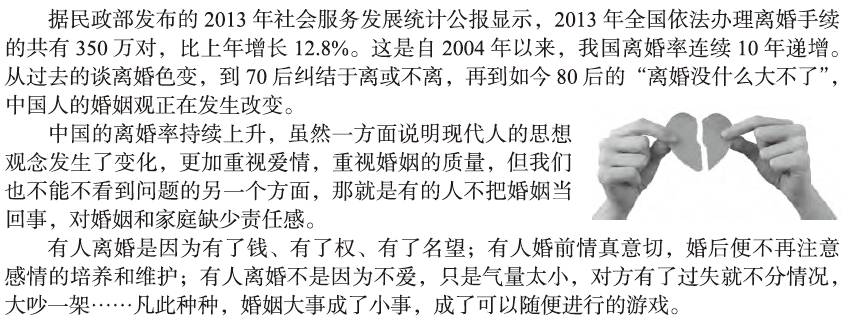 据民政部发布的 2013 年社会服务发展统计公报显示，2013 年全国依法办理离婚手续
的共有 350 万对，比上年增长 12.8%。这是自 2004 年以来，我国离婚率连续 10 年递增。
从过去的谈离婚色变，到 70 后纠结于离或不离，再到如今 80 后的“离婚没什么大不了”，
中国人的婚姻观正在发生改变。
中国的离婚率持续上升，虽然一方面说明现代人的思想
观念发生了变化，更加重视爱情，重视婚姻的质量，但我们
也不能不看到问题的另一个方面，那就是有的人不把婚姻当
回事，对婚姻和家庭缺少责任感。
有人离婚是因为有了钱、有了权、有了名望；有人婚前情真意切，婚后便不再注意
感情的培养和维护；有人离婚不是因为不爱，只是气量太小，对方有了过失就不分情况，
大吵一架……凡此种种，婚姻大事成了小事，成了可以随便进行的游戏。